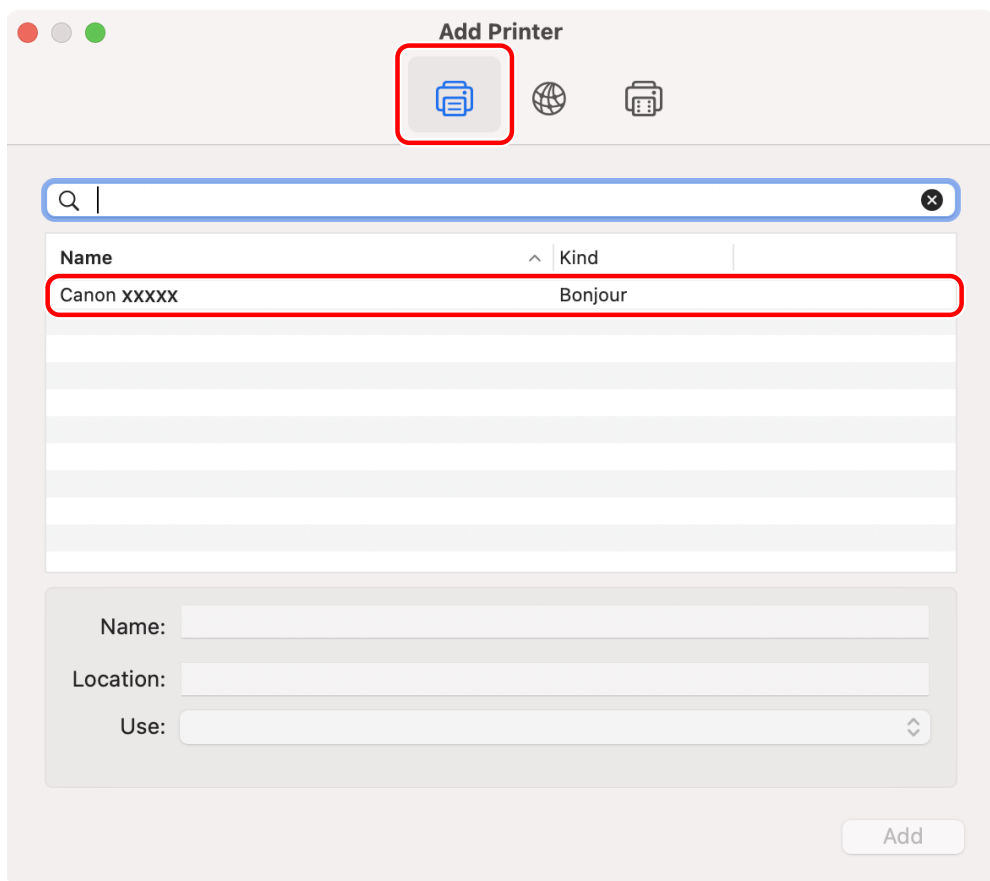 Add Printer
Name Kind
Canon xxxxx Bonjour
Name:
Location:
Use:
Add